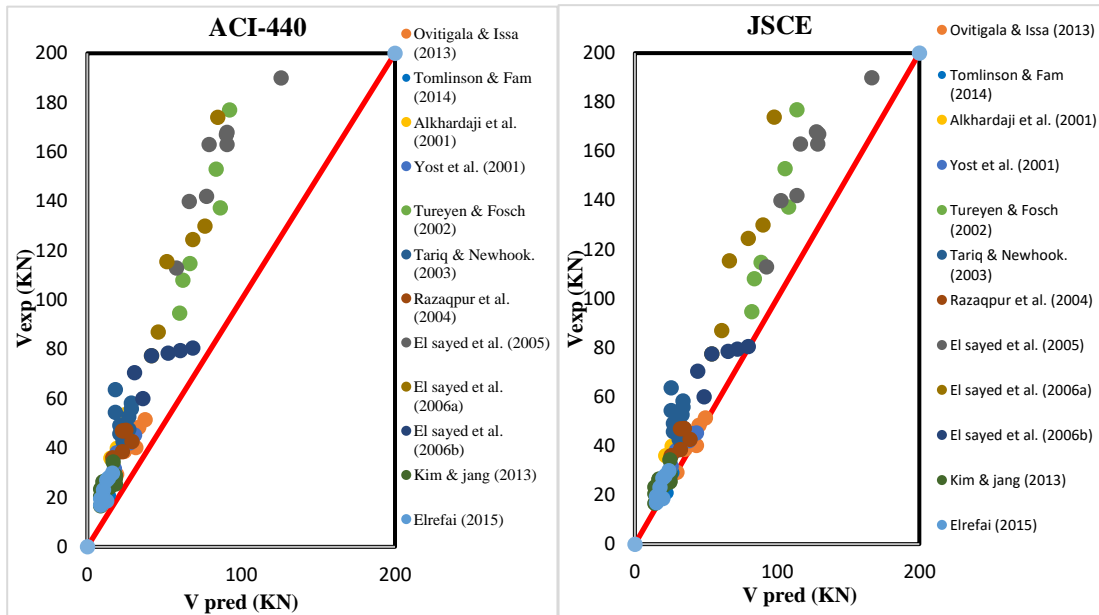 ACI-440
200
180
160
140
120
100
80
60
40
20
0
Vexp (KN)
0
100
200
V pred (KN)
Ovitigala & Issa
(2013)
Tomlinson & Fam
(2014)
Alkhardaji et al.
(2001)
Yost et al. (2001)
Tureyen & Fosch
(2002)
Tariq & Newhook.
(2003)
Razaqpur et al.
(2004)
El sayed et al. (2005)
El sayed et al.
(2006a)
El sayed et al.
(2006b)
Kim & jang (2013)
Elrefai (2015)
JSCE
200
180
160
140
120
100
80
60
40
20
0
Vexp (KN)
0
100
200
V pred (KN)
Ovitigala & Issa (2013)
Tomlinson & Fam
(2014)
Alkhardaji et al. (2001)
Yost et al. (2001)
Tureyen & Fosch
(2002)
Tariq & Newhook.
(2003)
Razaqpur et al. (2004)
El sayed et al. (2005)
El sayed et al. (2006a)
El sayed et al. (2006b)
Kim & jang (2013)
Elrefai (2015)